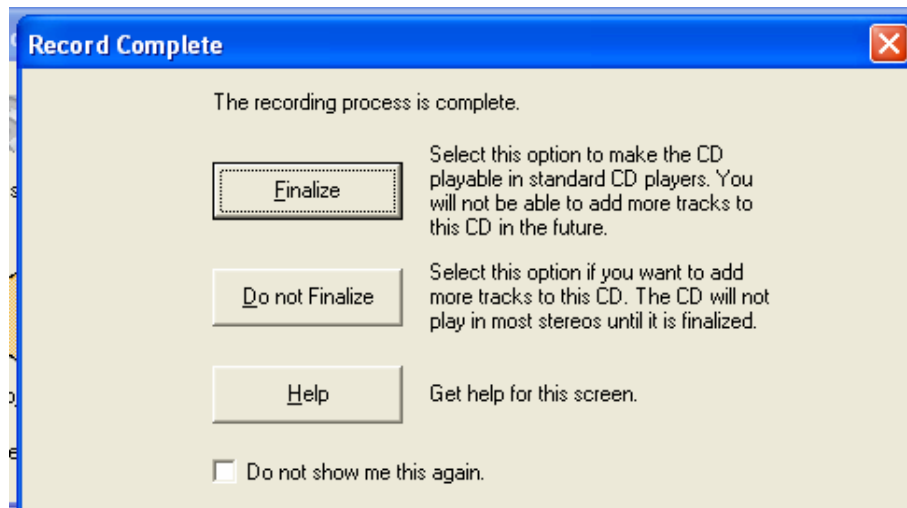 Record Complete
The recording process is complete.
Finalize
Select this option to make the CD
playable in standard CD players. You
will not be able to add more tracks to
this CD in the future.
Do not Finalize
Select this option if you want to add
more tracks to this CD. The CD will not
play in most stereos until it is finalized.
Help
Get help for this screen.
Do not show me this again.